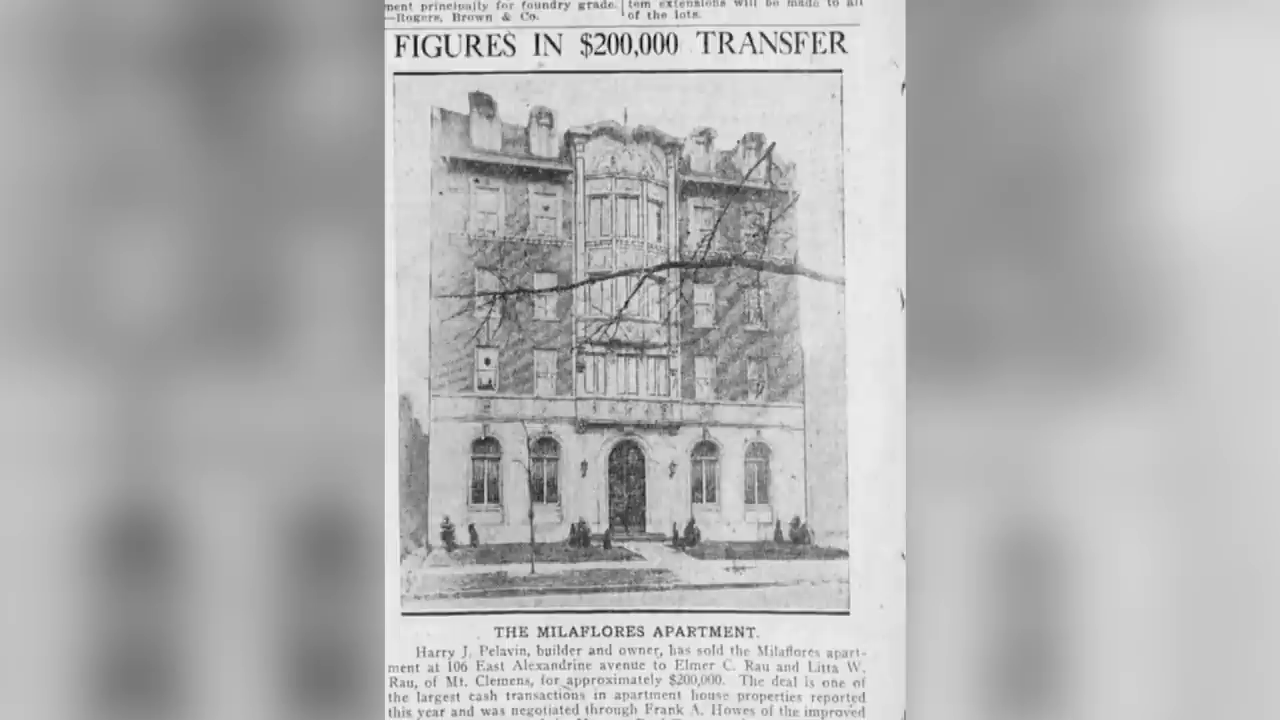 ment principally for foundry grade.
—Rogers, Brown & Co.
tem extensions will be made to all
of the lots.
FIGURES IN $200,000 TRANSFER
THE MILAFLORES APARTMENT.
Harry J. Pelavin, builder and owner, has sold the Milaflores apart-
ment at 106 East Alexandrine avenue to Elmer C. Rau and Litta W.
Rau, of Mt. Clemens, for approximately $200,000. The deal is one of
the largest cash transactions in apartment house properties reported
this year and was negotiated through Frank A. Howes of the improved